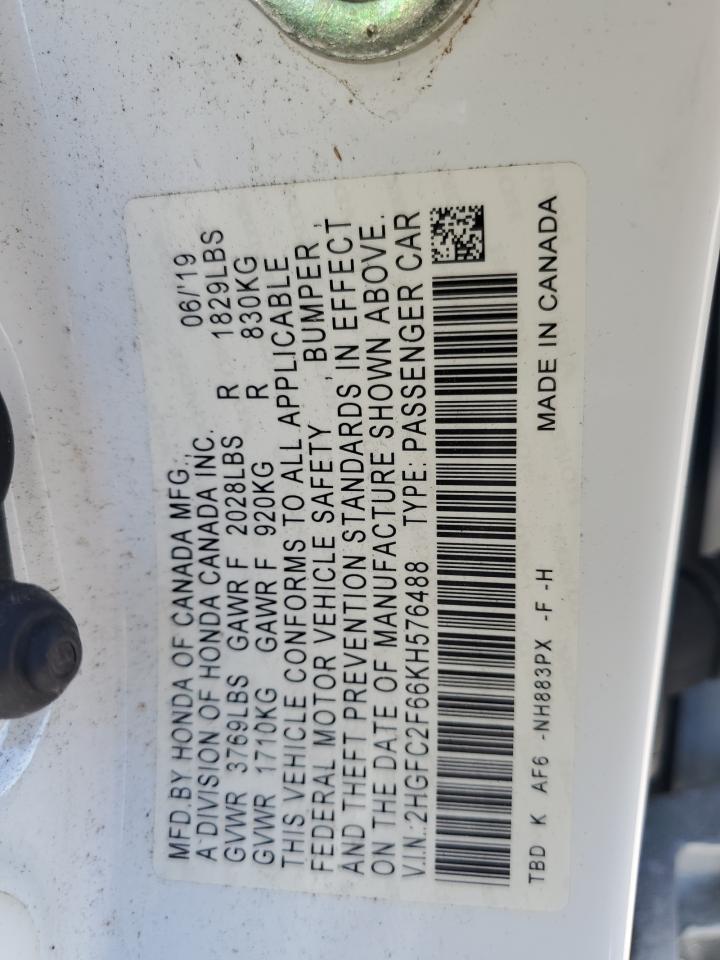 MFD.BY HONDA OF CANADA MFG., 06/'19
A DIVISION OF HONDA CANADA INC.
GVWR 3769LBS GAWR F 2028LBS R 1829LBS
GVWR 1710KG GAWR F 920KG R 830KG
THIS VEHICLE CONFORMS TO ALL APPLICABLE
FEDERAL MOTOR VEHICLE SAFETY , BUMPER ,
AND THEFT PREVENTION STANDARDS IN EFFECT
ON THE DATE OF MANUFACTURE SHOWN ABOVE.
V.I.N.:2HGFC2F66KH576488 TYPE: PASSENGER CAR
TBD K AF6 -NH883PX -F -H MADE IN CANADA